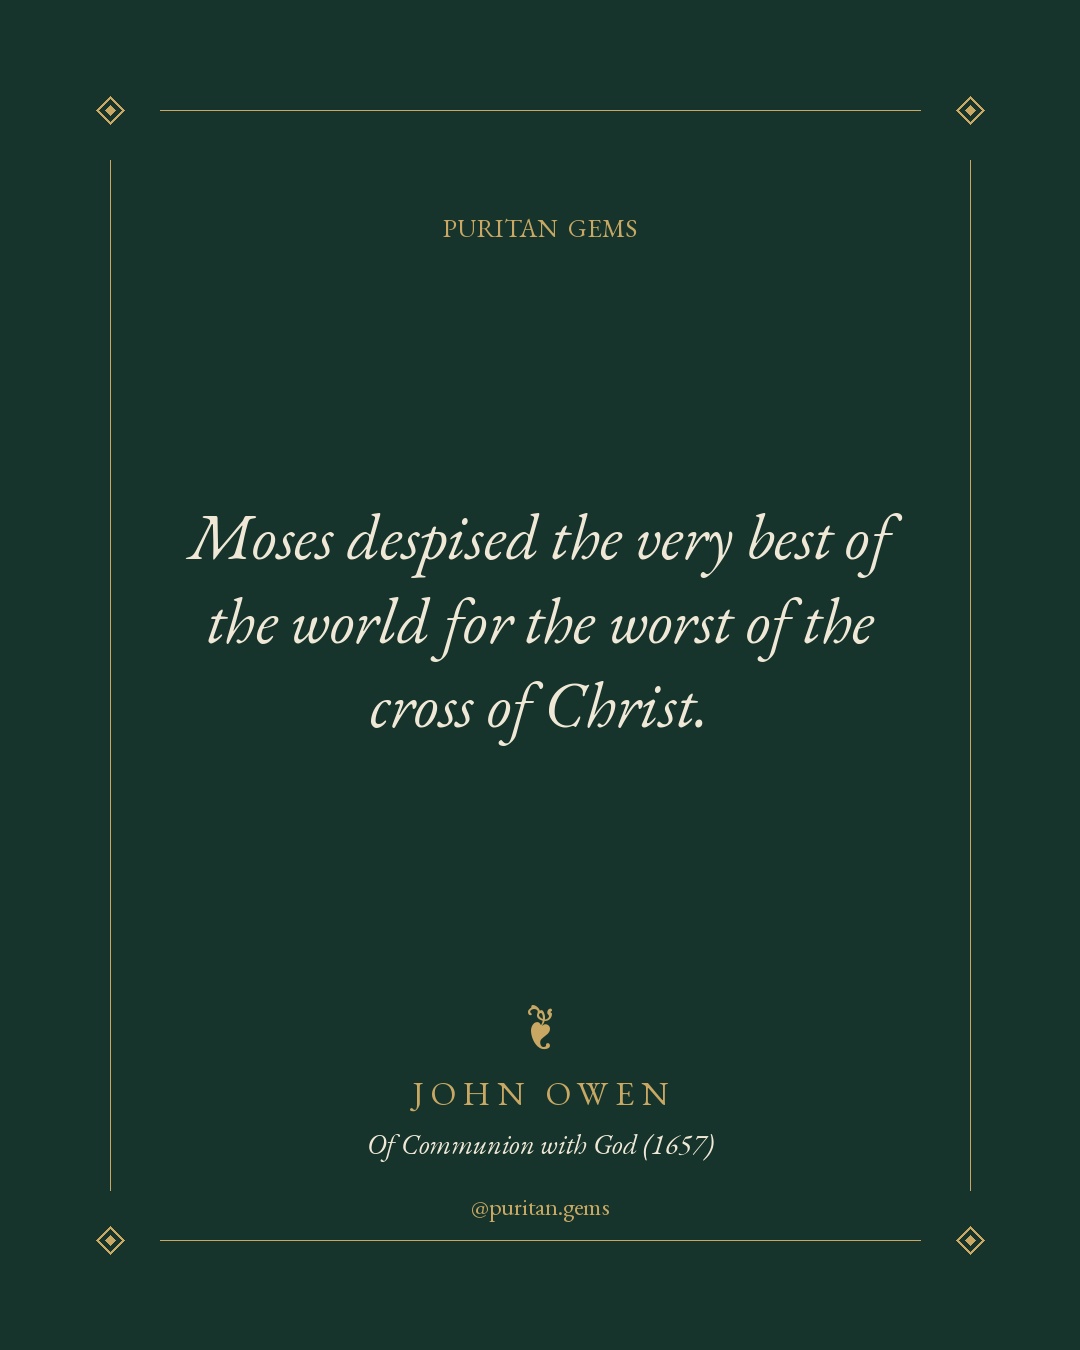 PURITAN GEMS
Moses despised the very best of
the world for the worst of the
cross of Christ.
JOHN OWEN
Of Communion with God (1657)
@puritan.gems